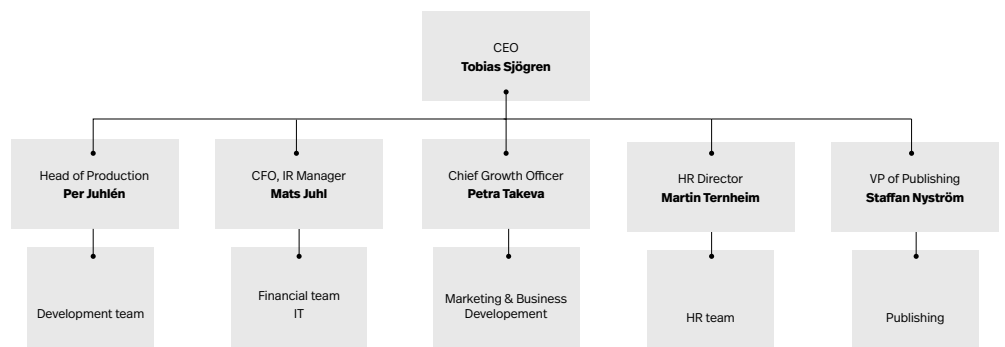 CEO
Tobias Sjögren
Head of Production
Per Juhlén
CFO, IR Manager
Mats Juhl
Chief Growth Officer
Petra Takeva
HR Director
Martin Ternheim
VP of Publishing
Staffan Nyström
Development team
Financial team
IT
Marketing & Business
Developement
HR team
Publishing